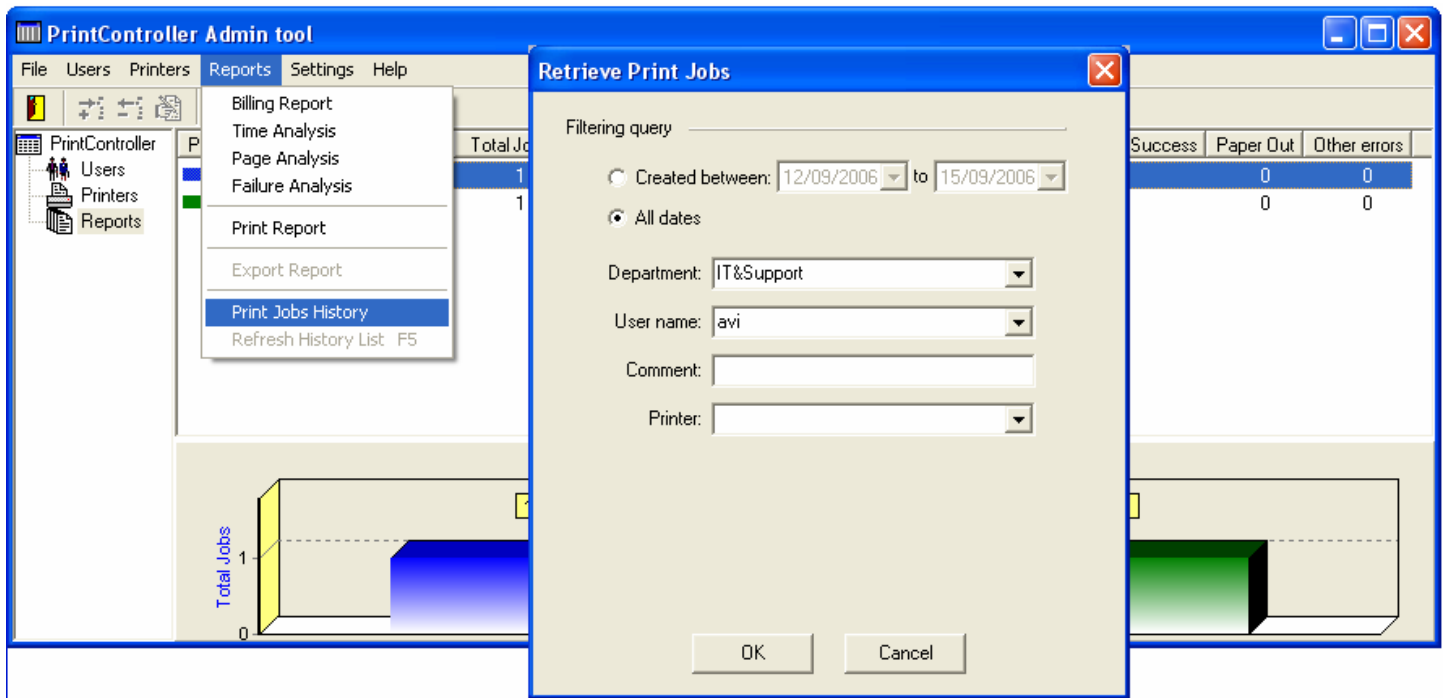 PrintController Admin tool
File Users Printers Reports Settings Help
Billing Report
Time Analysis
Page Analysis
Failure Analysis
Print Report
Export Report
Print Jobs History
Refresh History List F5
PrintController
Users
Printers
Reports
Total Success Paper Out Other errors
1 0 0
1 0 0
Total Jobs
1
0
Retrieve Print Jobs
Filtering query
Created between: 12/09/2006 to 15/09/2006
All dates
Department: IT&Support
User name: avi
Comment:
Printer:
OK Cancel